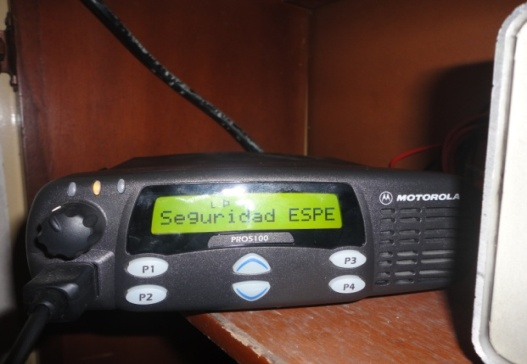 L P
Seguridad ESPE
PRO5100
MOTOROLA
P1
P2
P3
P4